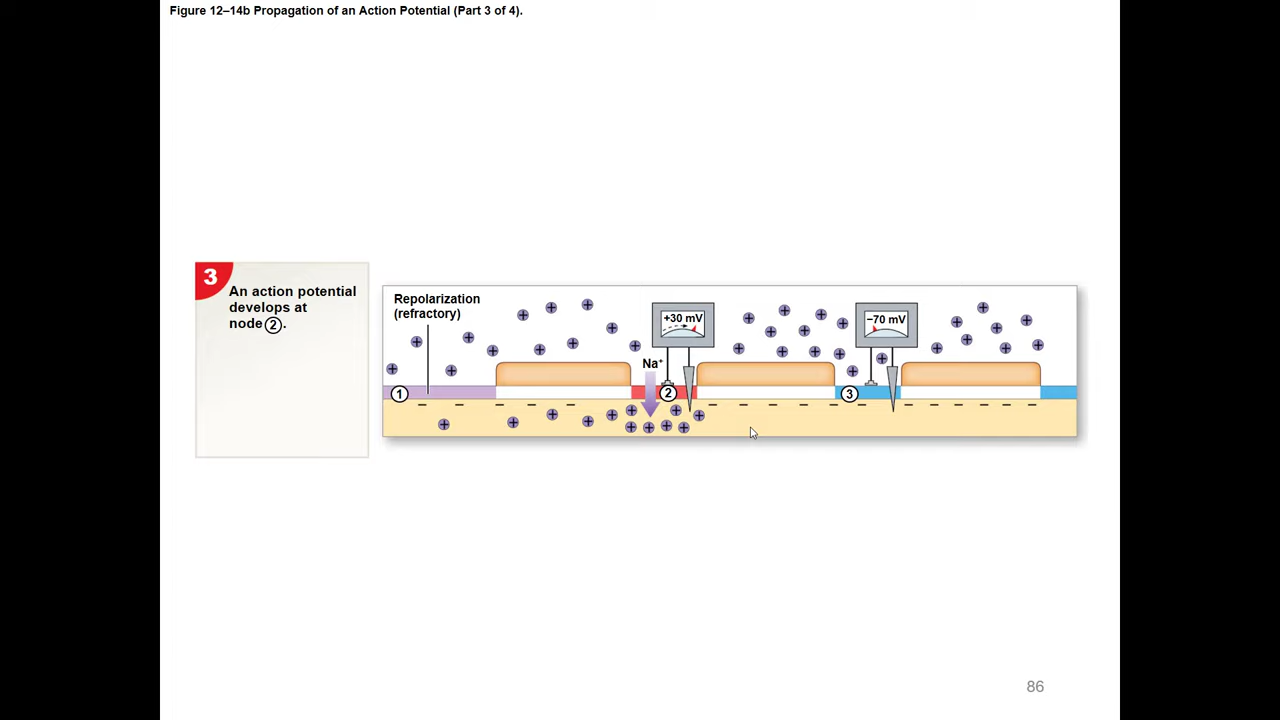 Figure 12–14b Propagation of an Action Potential (Part 3 of 4).
3
An action potential
develops at
node 2.
Repolarization
(refractory)
+30 mV
−70 mV
Na⁺
1
2
3
86